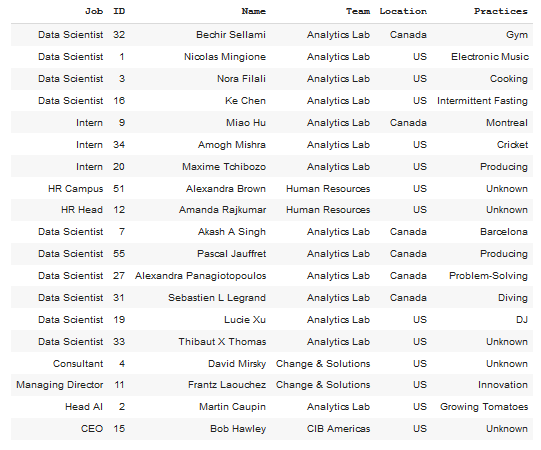 Job ID Name Team Location Practices
Data Scientist 32 Bechir Sellami Analytics Lab Canada Gym
Data Scientist 1 Nicolas Mingione Analytics Lab US Electronic Music
Data Scientist 3 Nora Filali Analytics Lab US Cooking
Data Scientist 16 Ke Chen Analytics Lab US Intermittent Fasting
Intern 9 Miao Hu Analytics Lab Canada Montreal
Intern 34 Amogh Mishra Analytics Lab US Cricket
Intern 20 Maxime Tchibozo Analytics Lab US Producing
HR Campus 51 Alexandra Brown Human Resources US Unknown
HR Head 12 Amanda Rajkumar Human Resources US Unknown
Data Scientist 7 Akash A Singh Analytics Lab Canada Barcelona
Data Scientist 55 Pascal Jauffret Analytics Lab Canada Producing
Data Scientist 27 Alexandra Panagiotopoulos Analytics Lab Canada Problem-Solving
Data Scientist 31 Sebastien L Legrand Analytics Lab Canada Diving
Data Scientist 19 Lucie Xu Analytics Lab US DJ
Data Scientist 33 Thibaut X Thomas Analytics Lab US Unknown
Consultant 4 David Mirsky Change & Solutions US Unknown
Managing Director 11 Frantz Laouchez Change & Solutions US Innovation
Head AI 2 Martin Caupin Analytics Lab US Growing Tomatoes
CEO 15 Bob Hawley CIB Americas US Unknown